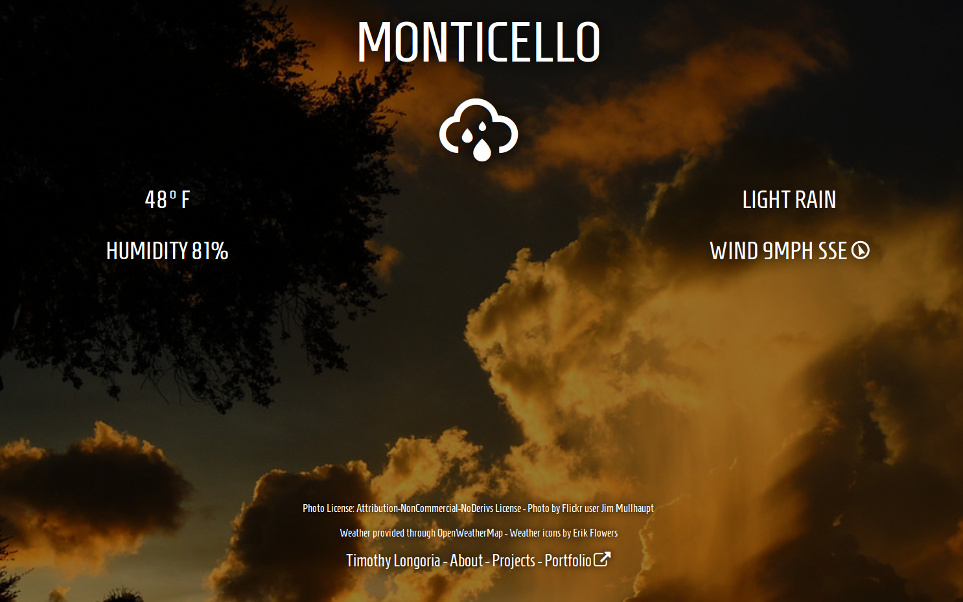 MONTICELLO
48° F
LIGHT RAIN
HUMIDITY 81%
WIND 9MPH SSE
Photo License: Attribution-NonCommercial-NoDerivs License - Photo by Flickr user Jim Mullhaupt
Weather provided through OpenWeatherMap - Weather icons by Erik Flowers
Timothy Longoria - About - Projects - Portfolio